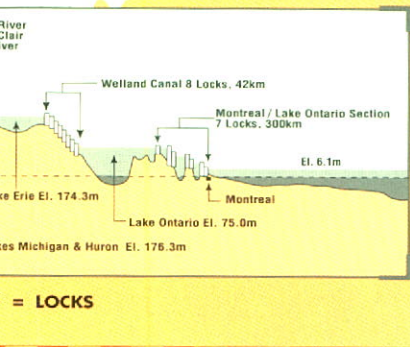 River
Clair
ver
Welland Canal 8 Locks, 42km
Montreal / Lake Ontario Section
7 Locks, 300km
El. 6.1m
ke Erie El. 174.3m
Montreal
Lake Ontario El. 75.0m
kes Michigan & Huron El. 176.3m
= LOCKS